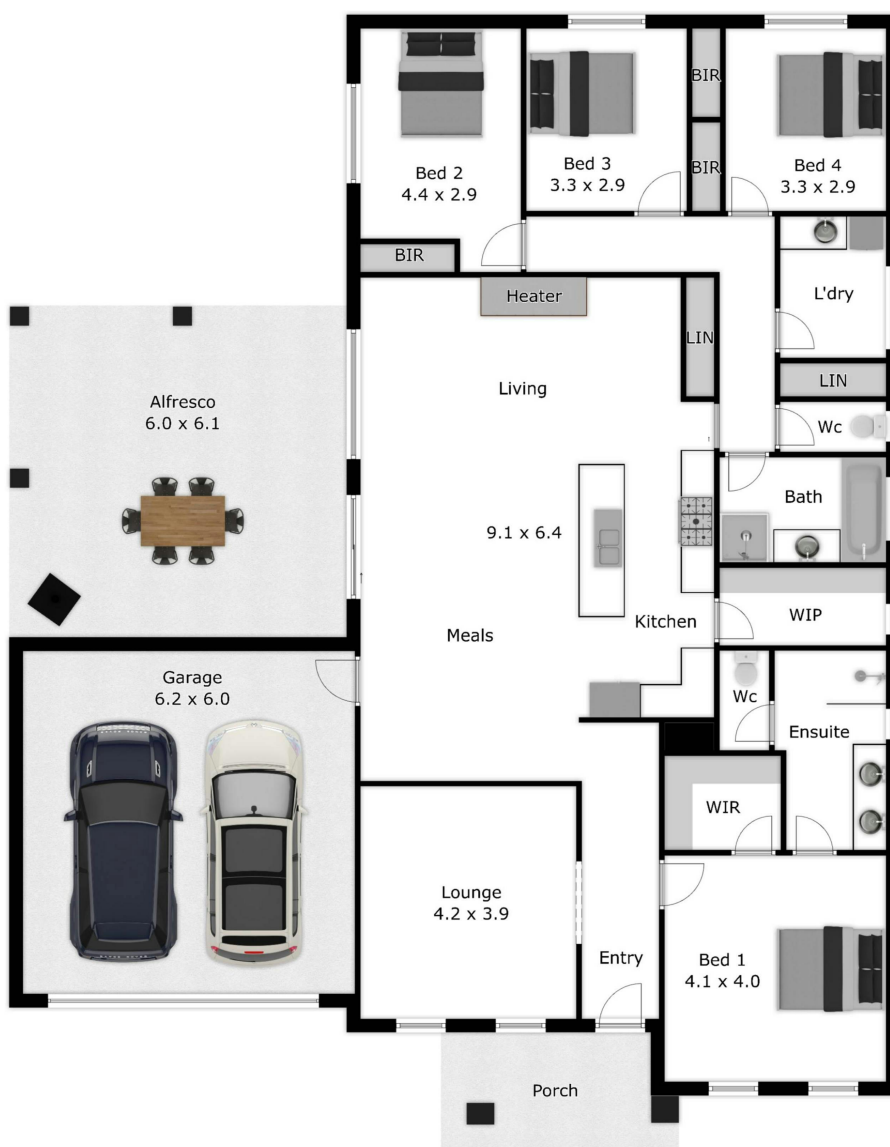 Bed 2
4.4 x 2.9
Bed 3
3.3 x 2.9
BIR
BIR
Bed 4
3.3 x 2.9
BIR
Heater
L'dry
LIN
LIN
Living
Alfresco
6.0 x 6.1
Wc
Bath
9.1 x 6.4
WIP
Kitchen
Meals
Garage
6.2 x 6.0
Wc
Ensuite
WIR
Lounge
4.2 x 3.9
Entry
Bed 1
4.1 x 4.0
Porch